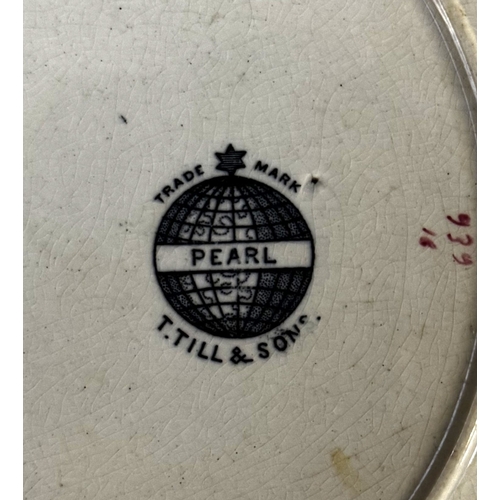 TRADE MARK
PEARL
T. TILL & SONS.
939
16